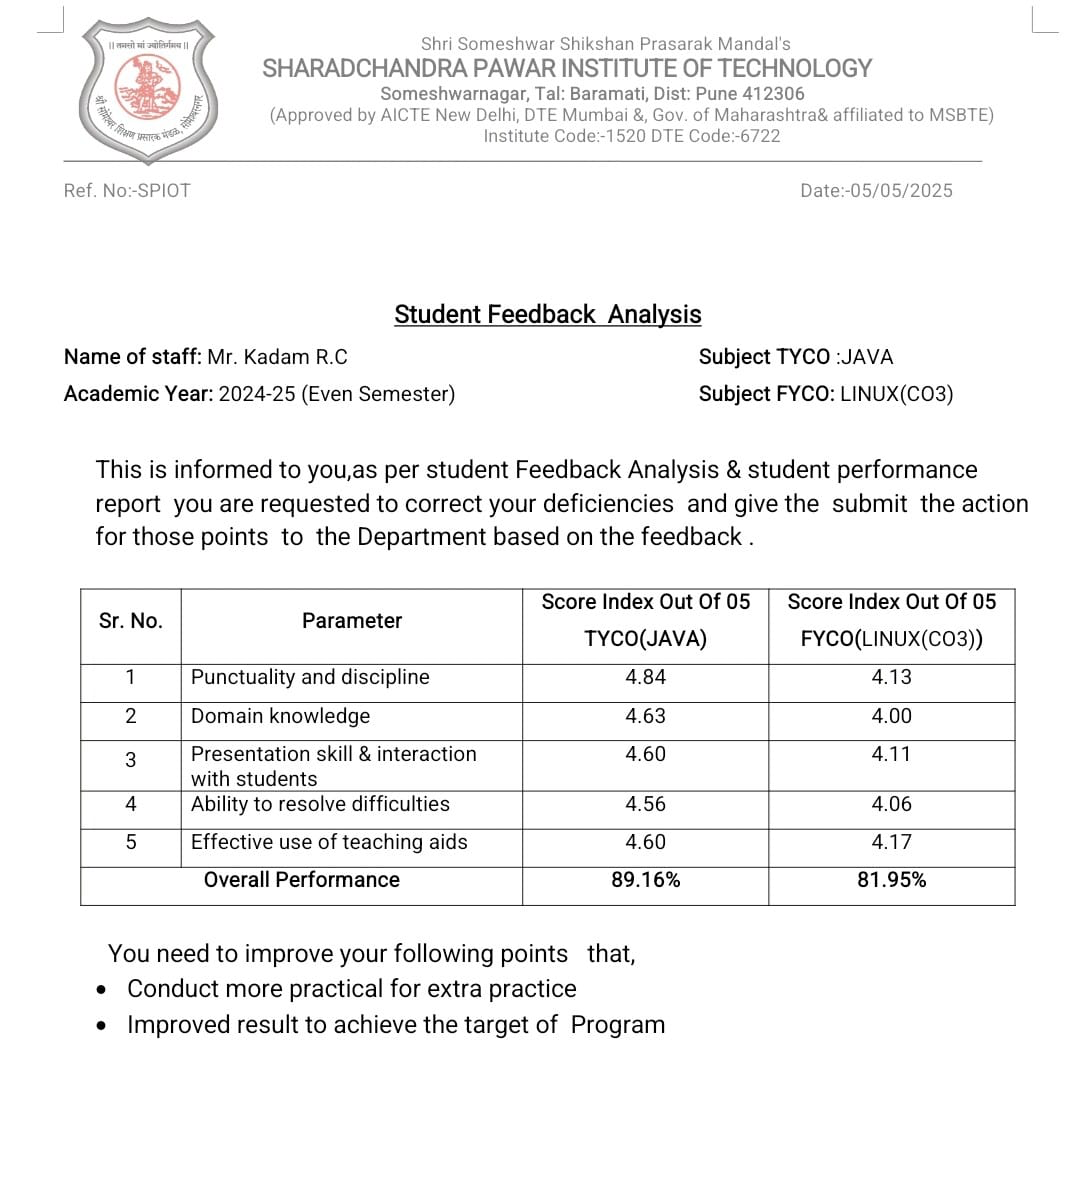 || तमसो मां ज्योतिर्गमय ||
श्री सोमेश्वर शिक्षण प्रसारक मंडळ, सोमेश्वरनगर
Shri Someshwar Shikshan Prasarak Mandal's
SHARADCHANDRA PAWAR INSTITUTE OF TECHNOLOGY
Someshwarnagar, Tal: Baramati, Dist: Pune 412306
(Approved by AICTE New Delhi, DTE Mumbai &, Gov. of Maharashtra& affiliated to MSBTE)
Institute Code:-1520 DTE Code:-6722
Ref. No:-SPIOT Date:-05/05/2025
Student Feedback Analysis
Name of staff: Mr. Kadam R.C Subject TYCO :JAVA
Academic Year: 2024-25 (Even Semester) Subject FYCO: LINUX(CO3)
This is informed to you,as per student Feedback Analysis & student performance
report you are requested to correct your deficiencies and give the submit the action
for those points to the Department based on the feedback .
Sr. No. Parameter Score Index Out Of 05 TYCO(JAVA) Score Index Out Of 05 FYCO(LINUX(CO3))
1 Punctuality and discipline 4.84 4.13
2 Domain knowledge 4.63 4.00
3 Presentation skill & interaction with students 4.60 4.11
4 Ability to resolve difficulties 4.56 4.06
5 Effective use of teaching aids 4.60 4.17
Overall Performance 89.16% 81.95%
You need to improve your following points that,
• Conduct more practical for extra practice
• Improved result to achieve the target of Program